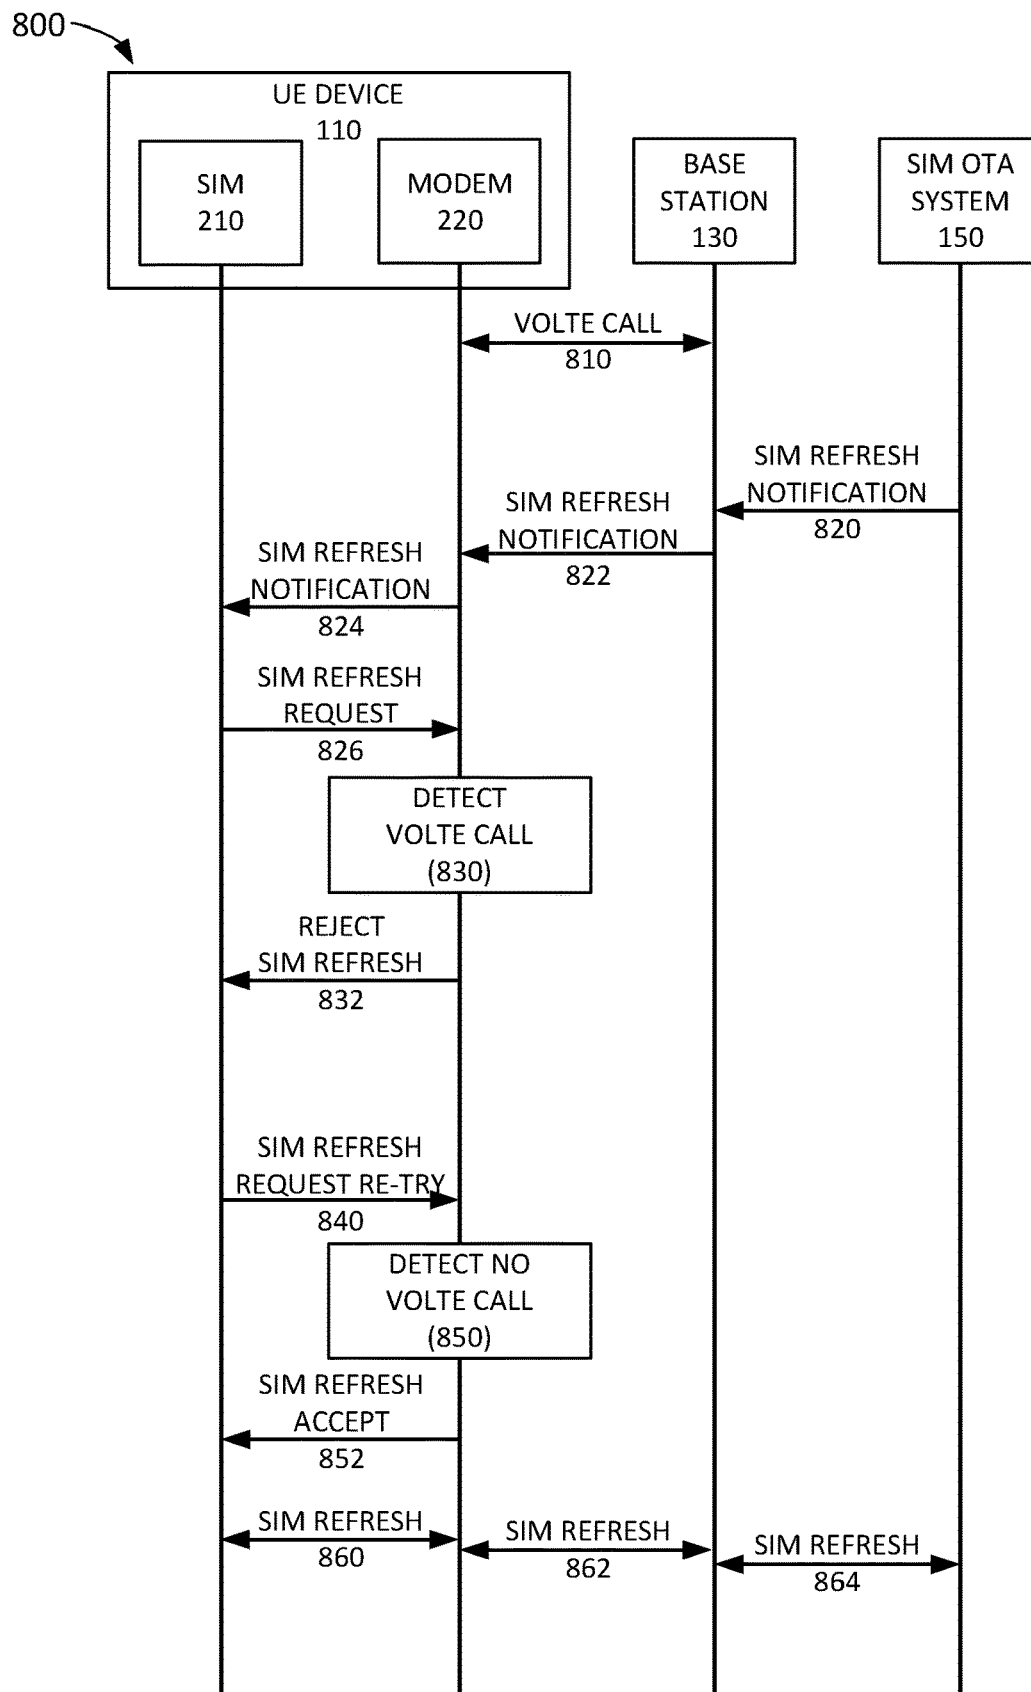 800
UE DEVICE
110
SIM
210
MODEM
220
BASE
STATION
130
SIM OTA
SYSTEM
150
VOLTE CALL
810
SIM REFRESH
NOTIFICATION
820
SIM REFRESH
NOTIFICATION
822
SIM REFRESH
NOTIFICATION
824
SIM REFRESH
REQUEST
826
DETECT
VOLTE CALL
(830)
REJECT
SIM REFRESH
832
SIM REFRESH
REQUEST RE-TRY
840
DETECT NO
VOLTE CALL
(850)
SIM REFRESH
ACCEPT
852
SIM REFRESH
860
SIM REFRESH
862
SIM REFRESH
864